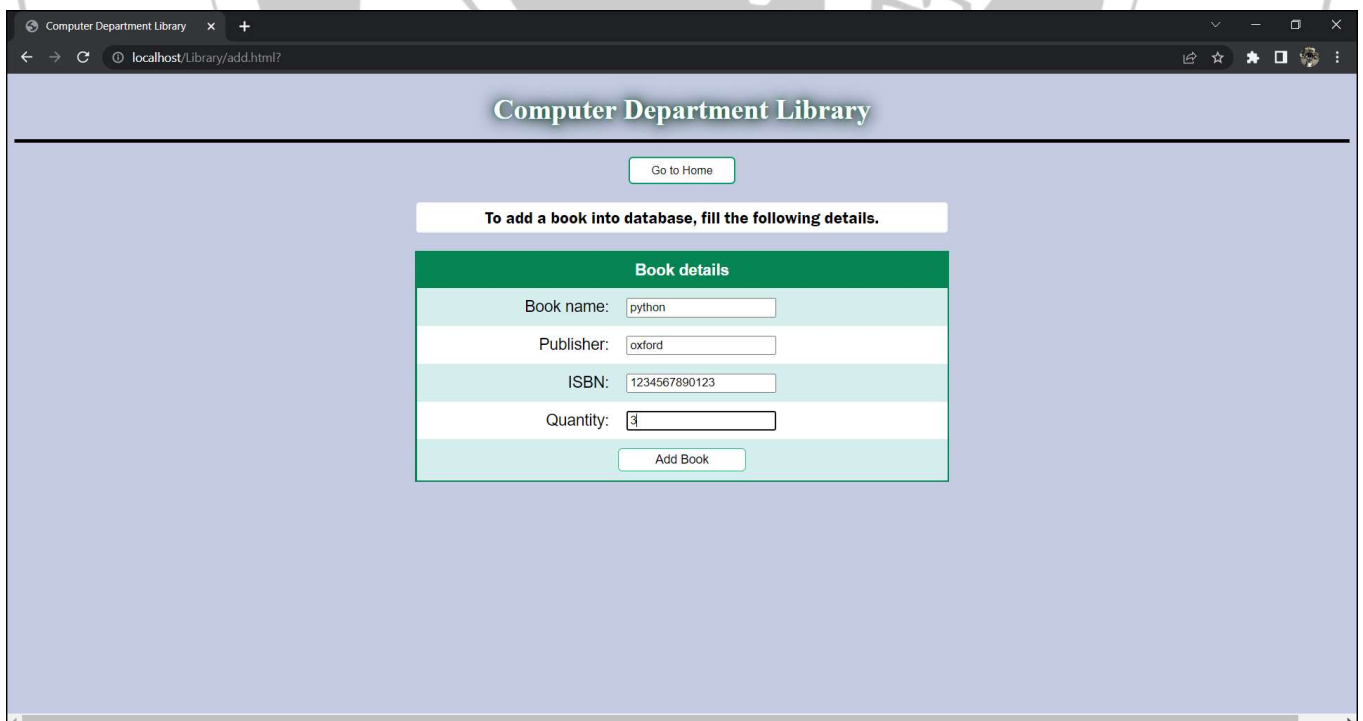 Computer Department Library
localhost/Library/add.html?
Computer Department Library
Go to Home
To add a book into database, fill the following details.
Book details
Book name: python
Publisher: oxford
ISBN: 1234567890123
Quantity: 3
Add Book